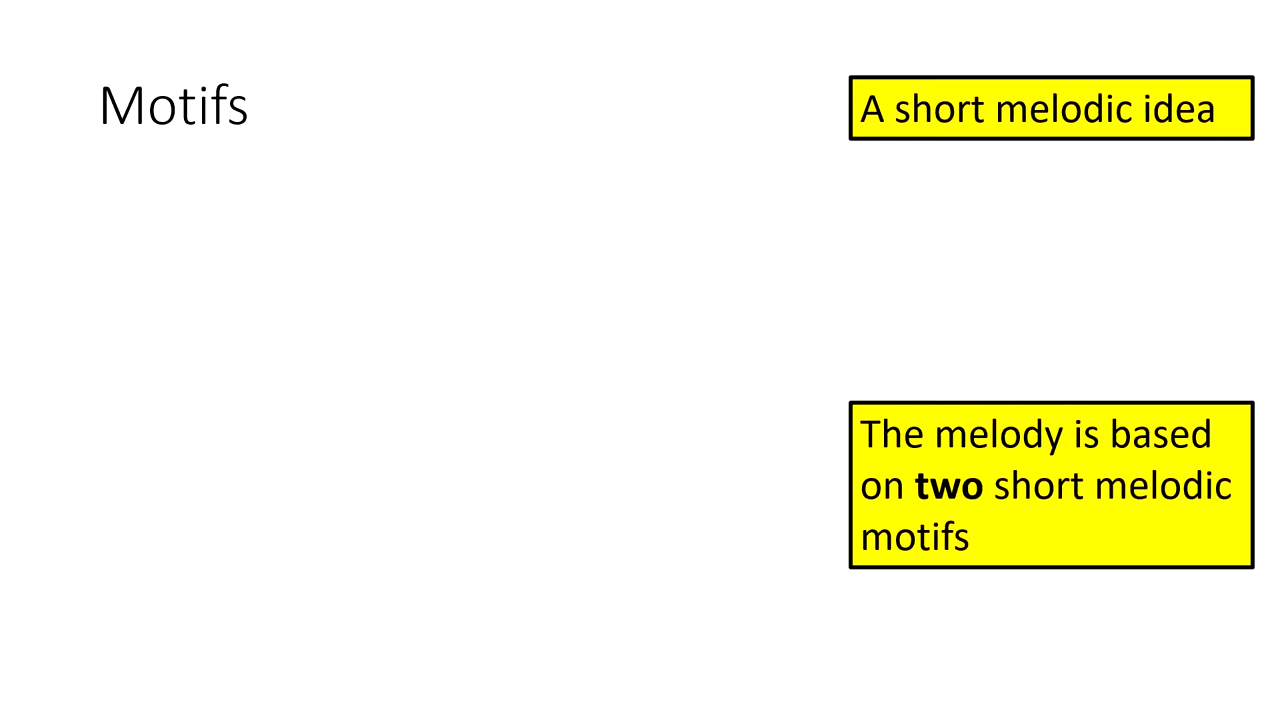 Motifs
A short melodic idea
The melody is based
on two short melodic
motifs